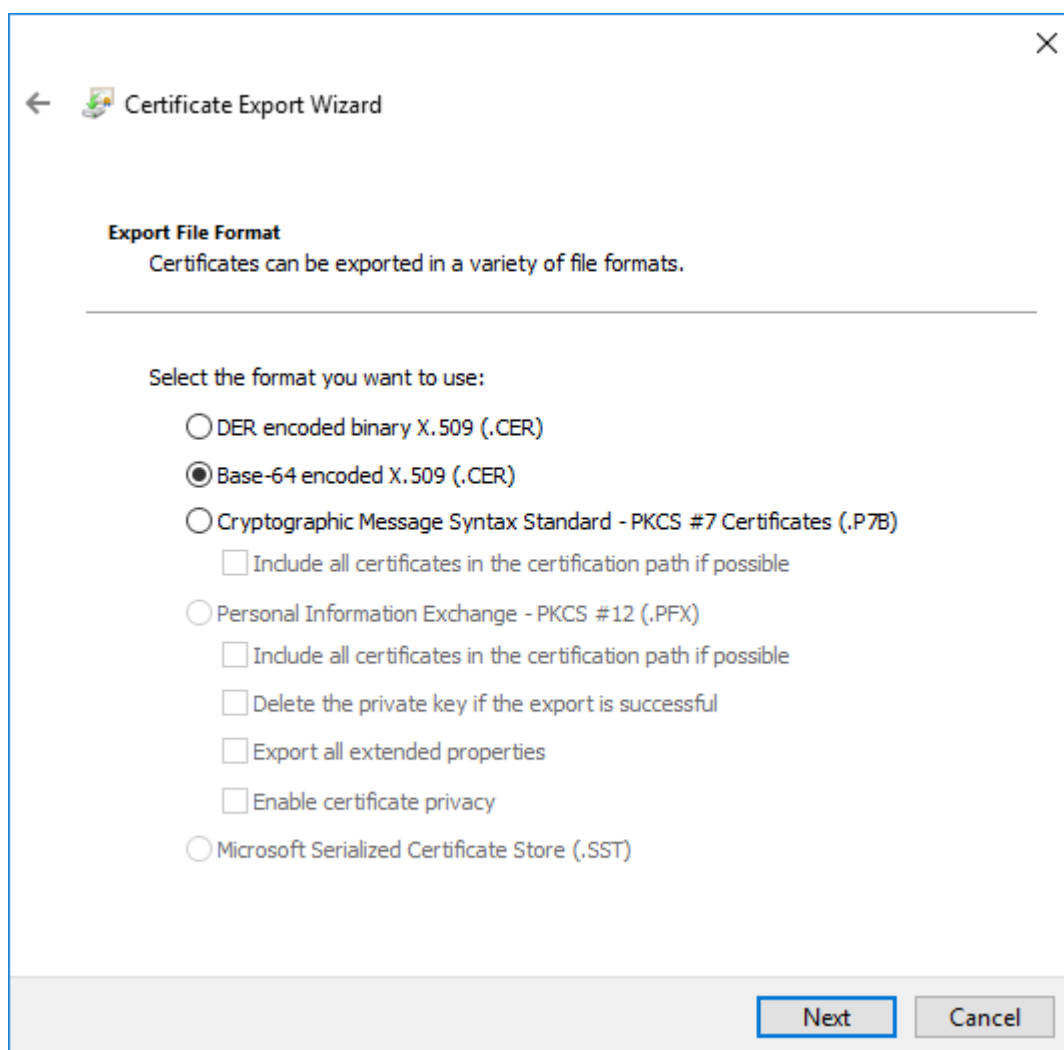 Certificate Export Wizard
Export File Format
Certificates can be exported in a variety of file formats.
Select the format you want to use:
DER encoded binary X.509 (.CER)
Base-64 encoded X.509 (.CER)
Cryptographic Message Syntax Standard - PKCS #7 Certificates (.P7B)
Include all certificates in the certification path if possible
Personal Information Exchange - PKCS #12 (.PFX)
Include all certificates in the certification path if possible
Delete the private key if the export is successful
Export all extended properties
Enable certificate privacy
Microsoft Serialized Certificate Store (.SST)
Next Cancel